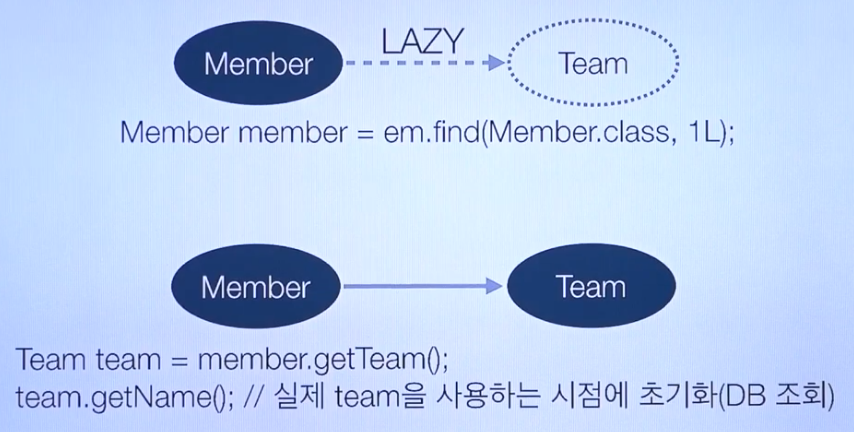 LAZY
Member Team
Member member = em.find(Member.class, 1L);
Member Team
Team team = member.getTeam();
team.getName(); // 실제 team을 사용하는 시점에 초기화(DB 조회)